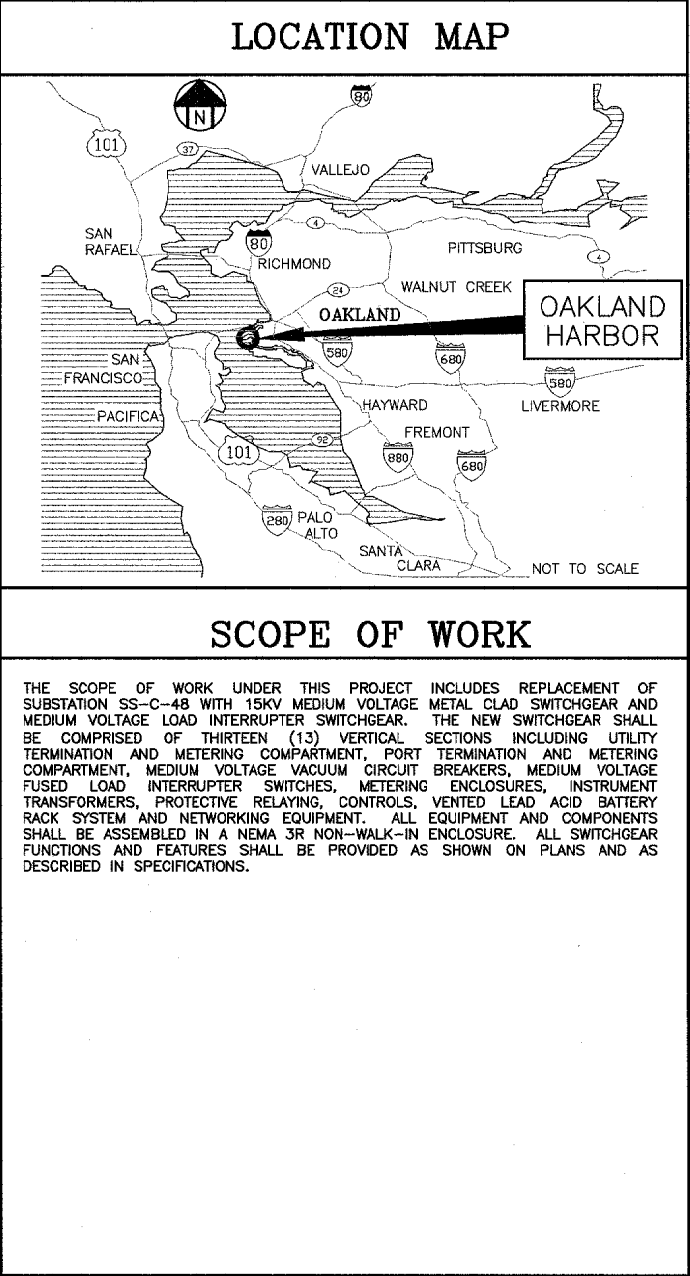 LOCATION MAP
80
N
101
37
VALLEJO
SAN
RAFAEL
80
4
PITTSBURG
4
RICHMOND
24
WALNUT CREEK
OAKLAND
OAKLAND
HARBOR
580
680
SAN
FRANCISCO
580
PACIFICA
HAYWARD
LIVERMORE
FREMONT
92
101
880
680
280
PALO
ALTO
SANTA
CLARA
NOT TO SCALE
SCOPE OF WORK
THE SCOPE OF WORK UNDER THIS PROJECT INCLUDES REPLACEMENT OF
SUBSTATION SS-C-48 WITH 15KV MEDIUM VOLTAGE METAL CLAD SWITCHGEAR AND
MEDIUM VOLTAGE LOAD INTERRUPTER SWITCHGEAR. THE NEW SWITCHGEAR SHALL
BE COMPRISED OF THIRTEEN (13) VERTICAL SECTIONS INCLUDING UTILITY
TERMINATION AND METERING COMPARTMENT, PORT TERMINATION AND METERING
COMPARTMENT, MEDIUM VOLTAGE VACUUM CIRCUIT BREAKERS, MEDIUM VOLTAGE
FUSED LOAD INTERRUPTER SWITCHES, METERING ENCLOSURES, INSTRUMENT
TRANSFORMERS, PROTECTIVE RELAYING, CONTROLS, VENTED LEAD ACID BATTERY
RACK SYSTEM AND NETWORKING EQUIPMENT. ALL EQUIPMENT AND COMPONENTS
SHALL BE ASSEMBLED IN A NEMA 3R NON-WALK-IN ENCLOSURE. ALL SWITCHGEAR
FUNCTIONS AND FEATURES SHALL BE PROVIDED AS SHOWN ON PLANS AND AS
DESCRIBED IN SPECIFICATIONS.